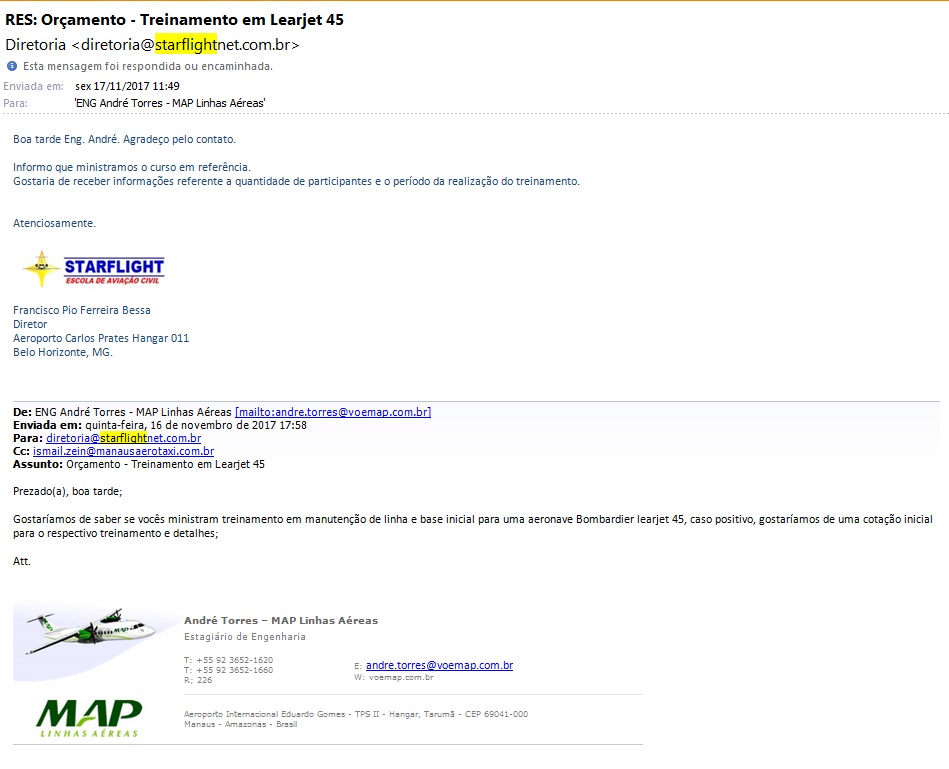 RES: Orçamento - Treinamento em Learjet 45
Diretoria <diretoria@starflightnet.com.br>
Esta mensagem foi respondida ou encaminhada.
Enviada em: sex 17/11/2017 11:49
Para: 'ENG André Torres - MAP Linhas Aéreas'
Boa tarde Eng. André. Agradeço pelo contato.
Informo que ministramos o curso em referência.
Gostaria de receber informações referente a quantidade de participantes e o período da realização do treinamento.
Atenciosamente.
STARFLIGHT
ESCOLA DE AVIAÇÃO CIVIL
Francisco Pio Ferreira Bessa
Diretor
Aeroporto Carlos Prates Hangar 011
Belo Horizonte, MG.
De: ENG André Torres - MAP Linhas Aéreas [mailto:andre.torres@voemap.com.br]
Enviada em: quinta-feira, 16 de novembro de 2017 17:58
Para: diretoria@starflightnet.com.br
Cc: ismail.zein@manausaerotaxi.com.br
Assunto: Orçamento - Treinamento em Learjet 45
Prezado(a), boa tarde;
Gostaríamos de saber se vocês ministram treinamento em manutenção de linha e base inicial para uma aeronave Bombardier learjet 45, caso positivo, gostaríamos de uma cotação inicial
para o respectivo treinamento e detalhes;
Att.
MAP
André Torres – MAP Linhas Aéreas
Estagiário de Engenharia
T: +55 92 3652-1620
T: +55 92 3652-1660
R; 226
E: andre.torres@voemap.com.br
W: voemap.com.br
MAP
LINHAS AÉREAS
Aeroporto Internacional Eduardo Gomes - TPS II - Hangar, Tarumã - CEP 69041-000
Manaus - Amazonas - Brasil